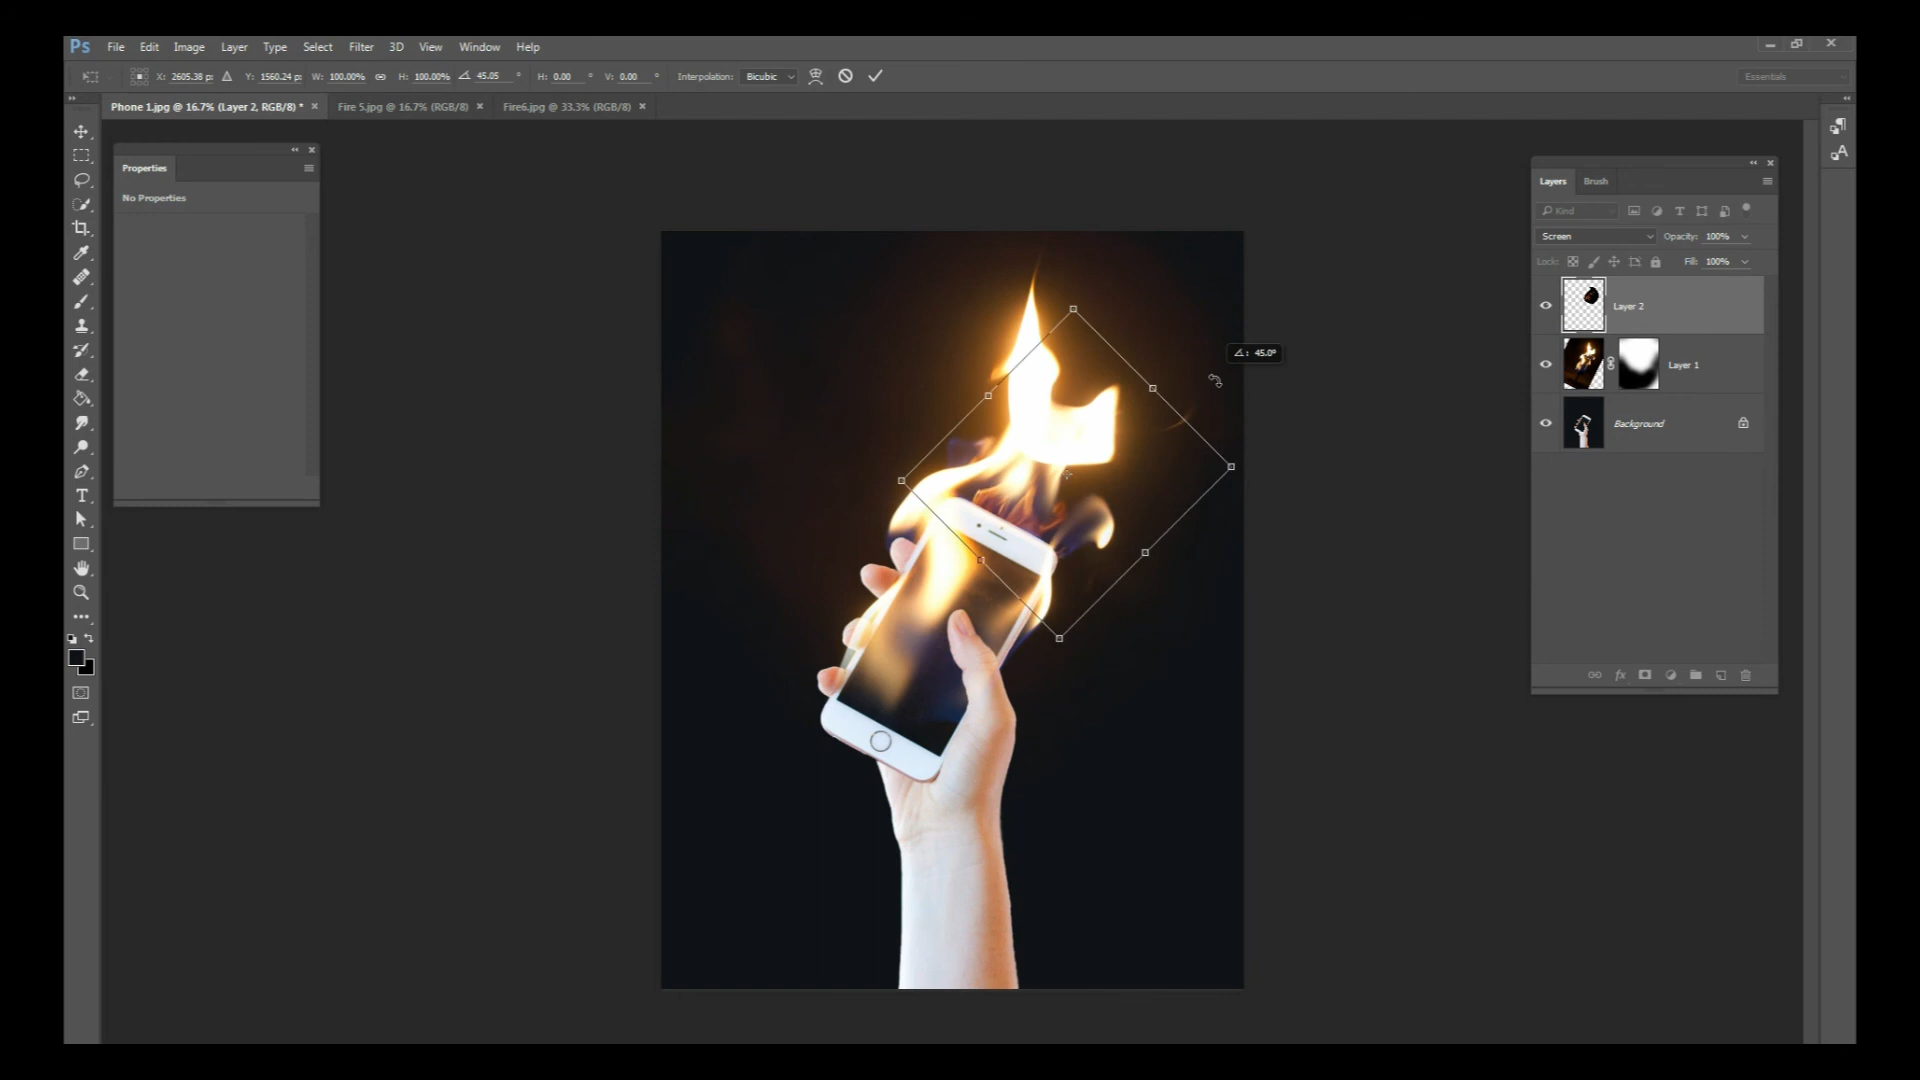 Ps File Edit Image Layer Type Select Filter 3D View Window Help
X: 2605.38 p: Y: 1560.24 p: W: 100.00% H: 100.00% 45.05 ° H: 0.00 ° V: 0.00 ° Interpolation: Bicubic Essentials
Phone 1.jpg @ 16.7% (Layer 2, RGB/8) * Fire 5.jpg @ 16.7% (RGB/8) Fire6.jpg @ 33.3% (RGB/8)
Properties
No Properties
45.0°
Layers Brush
Kind
Screen Opacity: 100%
Lock: Fill: 100%
Layer 2
Layer 1
Background